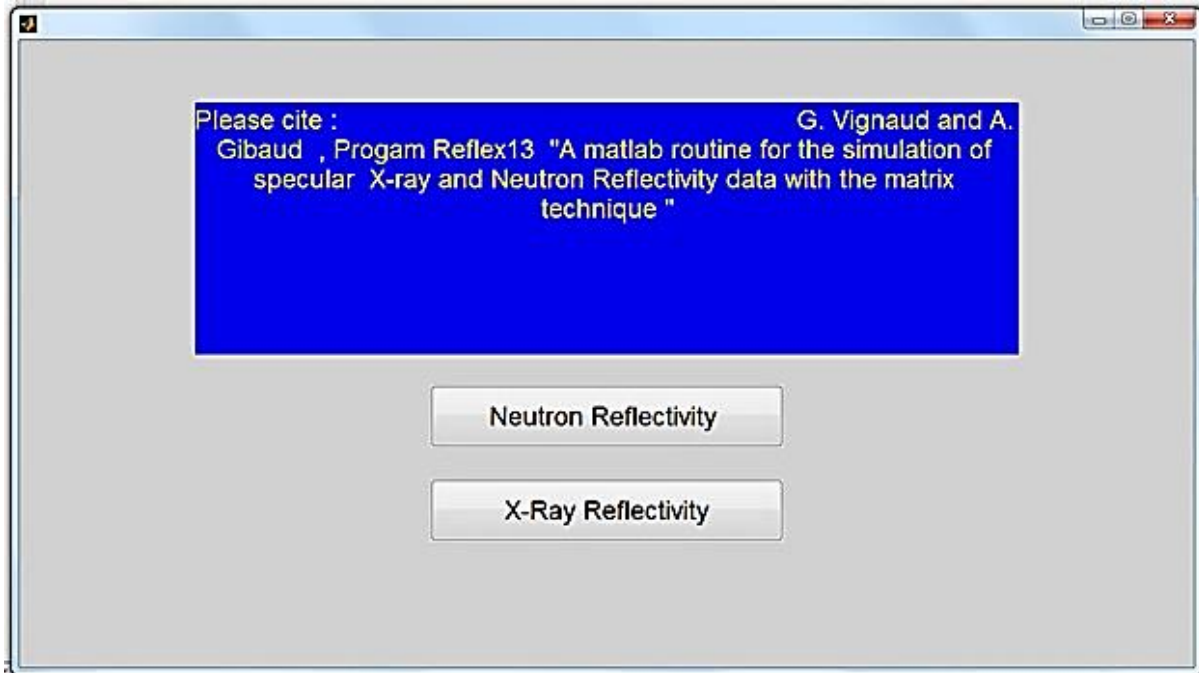 Please cite : G. Vignaud and A.
Gibaud , Progam Reflex13 "A matlab routine for the simulation of
specular X-ray and Neutron Reflectivity data with the matrix
technique "
Neutron Reflectivity
X-Ray Reflectivity